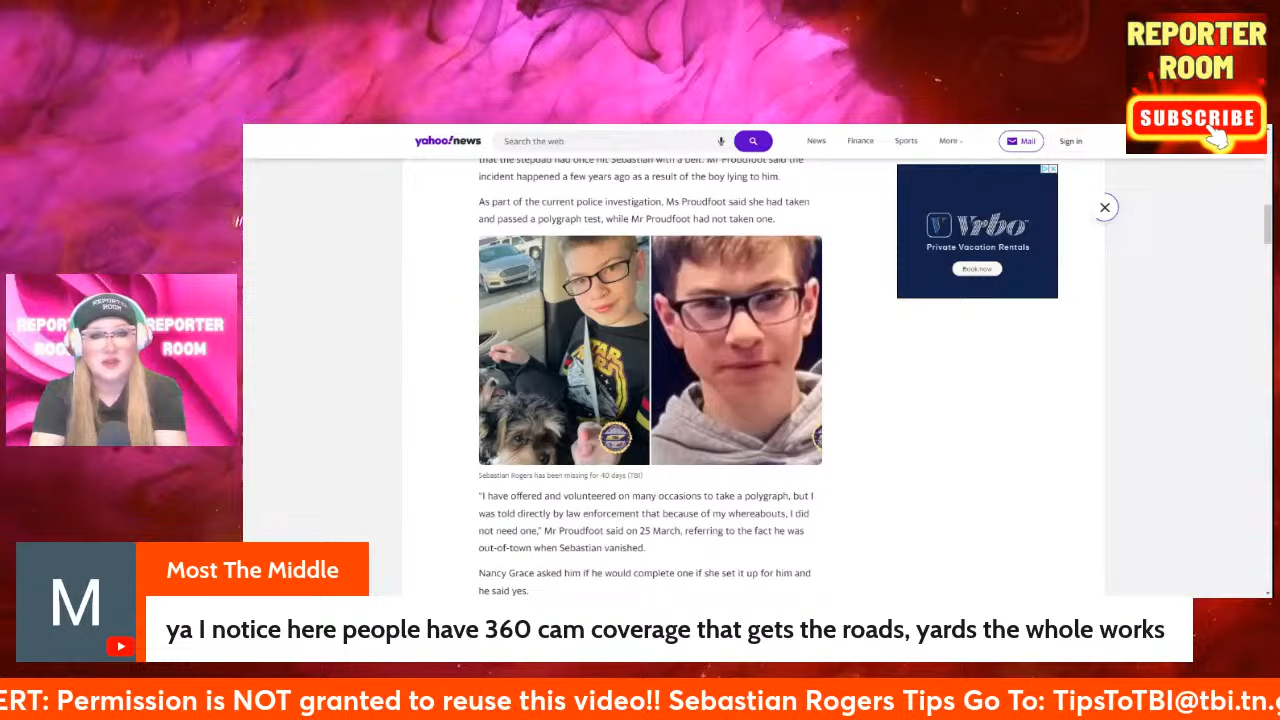 REPORTER
ROOM
SUBSCRIBE
yahoo!news
Search the web
News
Finance
Sports
More
Mail
Sign in
that the stepdad had once hit Sebastian with a belt. Mr Proudfoot said the
incident happened a few years ago as a result of the boy lying to him.
As part of the current police investigation, Ms Proudfoot said she had taken
and passed a polygraph test, while Mr Proudfoot had not taken one.
Vrbo
Private Vacation Rentals
Book now
REPORTER
ROOM
REPORTER
ROOM
STAR
WARS
Sebastian Rogers has been missing for 40 days (TBI)
"I have offered and volunteered on many occasions to take a polygraph, but I
was told directly by law enforcement that because of my whereabouts, I did
not need one," Mr Proudfoot said on 25 March, referring to the fact he was
out-of-town when Sebastian vanished.
Nancy Grace asked him if he would complete one if she set it up for him and
he said yes.
M
Most The Middle
ya I notice here people have 360 cam coverage that gets the roads, yards the whole works
ERT: Permission is NOT granted to reuse this video!! Sebastian Rogers Tips Go To: TipsToTBI@tbi.tn.g